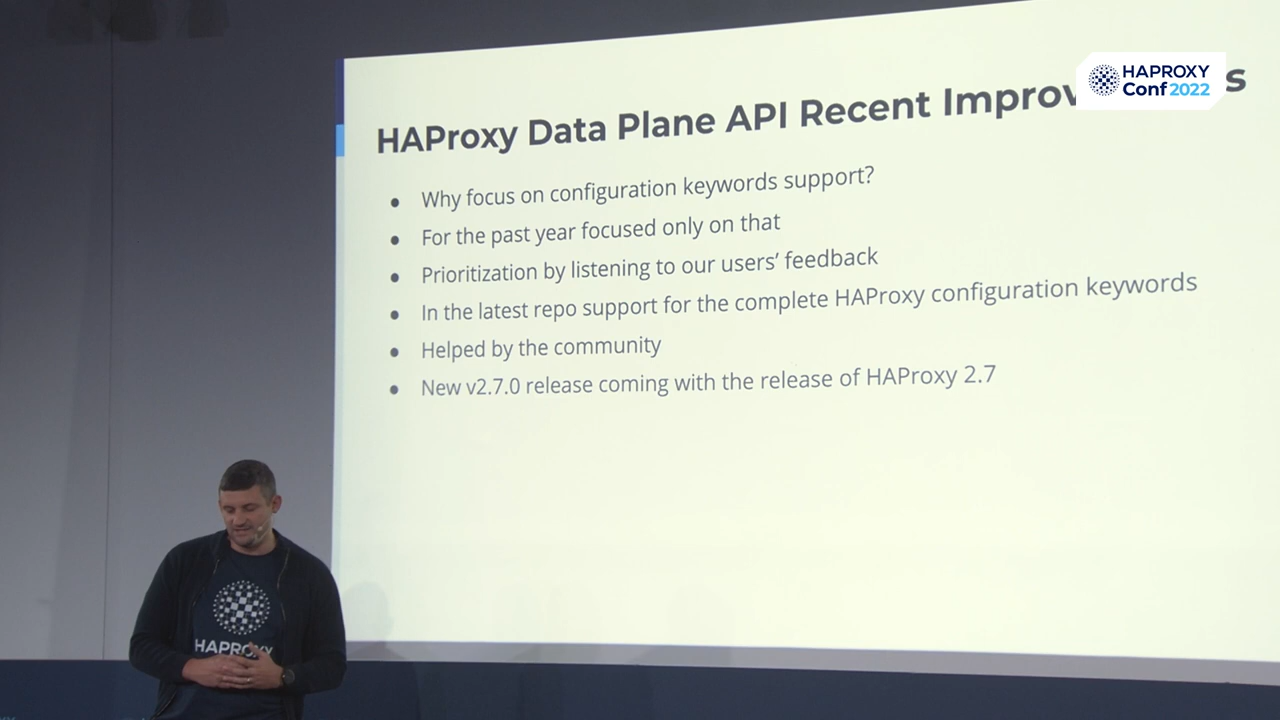 HAPROXY
Conf 2022
HAProxy Data Plane API Recent Improv s
Why focus on configuration keywords support?
For the past year focused only on that
Prioritization by listening to our users' feedback
In the latest repo support for the complete HAProxy configuration keywords
Helped by the community
New v2.7.0 release coming with the release of HAProxy 2.7
HAPROXY